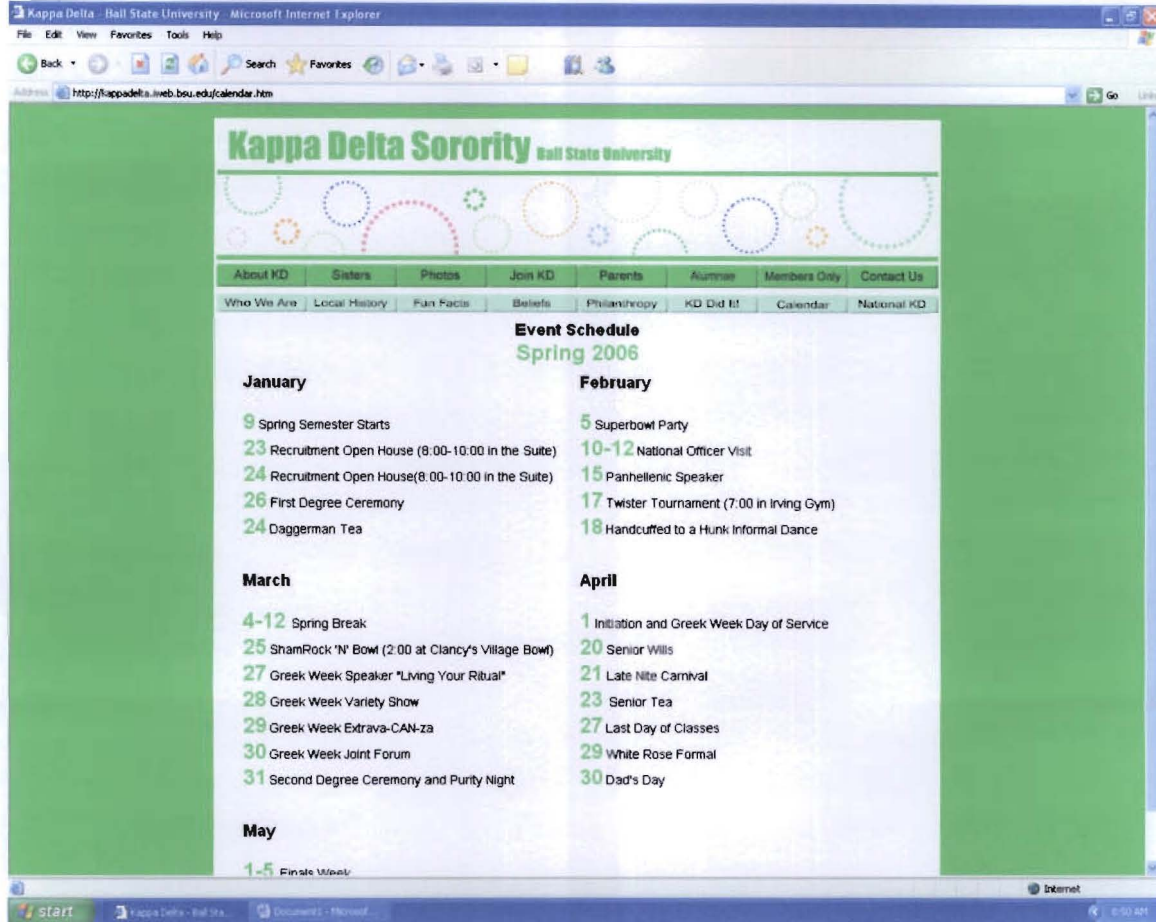 Kappa Delta - Ball State University - Microsoft Internet Explorer
File Edit View Favorites Tools Help
Back Search Favorites
Address http://kappadelta.iweb.bsu.edu/calendar.htm Go Links
Kappa Delta Sorority Ball State University
About KD Sisters Photos Join KD Parents Alumnae Members Only Contact Us
Who We Are Local History Fun Facts Beliefs Philanthropy KD Did It! Calendar National KD
Event Schedule
Spring 2006
January
9 Spring Semester Starts
23 Recruitment Open House (8:00-10:00 in the Suite)
24 Recruitment Open House(8:00-10:00 in the Suite)
26 First Degree Ceremony
24 Daggerman Tea
February
5 Superbowl Party
10-12 National Officer Visit
15 Panhellenic Speaker
17 Twister Tournament (7:00 in Irving Gym)
18 Handcuffed to a Hunk Informal Dance
March
4-12 Spring Break
25 ShamRock 'N' Bowl (2:00 at Clancy's Village Bowl)
27 Greek Week Speaker "Living Your Ritual"
28 Greek Week Variety Show
29 Greek Week Extrava-CAN-za
30 Greek Week Joint Forum
31 Second Degree Ceremony and Purity Night
April
1 Initiation and Greek Week Day of Service
20 Senior Wills
21 Late Nite Carnival
23 Senior Tea
27 Last Day of Classes
29 White Rose Formal
30 Dad's Day
May
1-5 Finals Week
Internet
start Kappa Delta - Ball Sta... AM